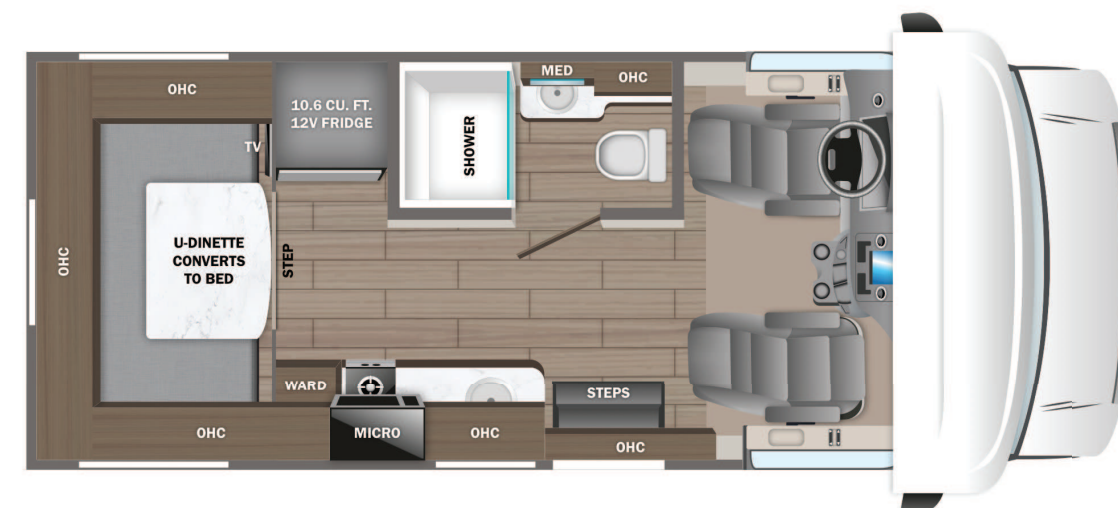 MED
OHC
OHC
10.6 CU. FT.
12V FRIDGE
SHOWER
TV
U-DINETTE
CONVERTS
TO BED
STEP
OHC
WARD
STEPS
OHC
MICRO
OHC
OHC